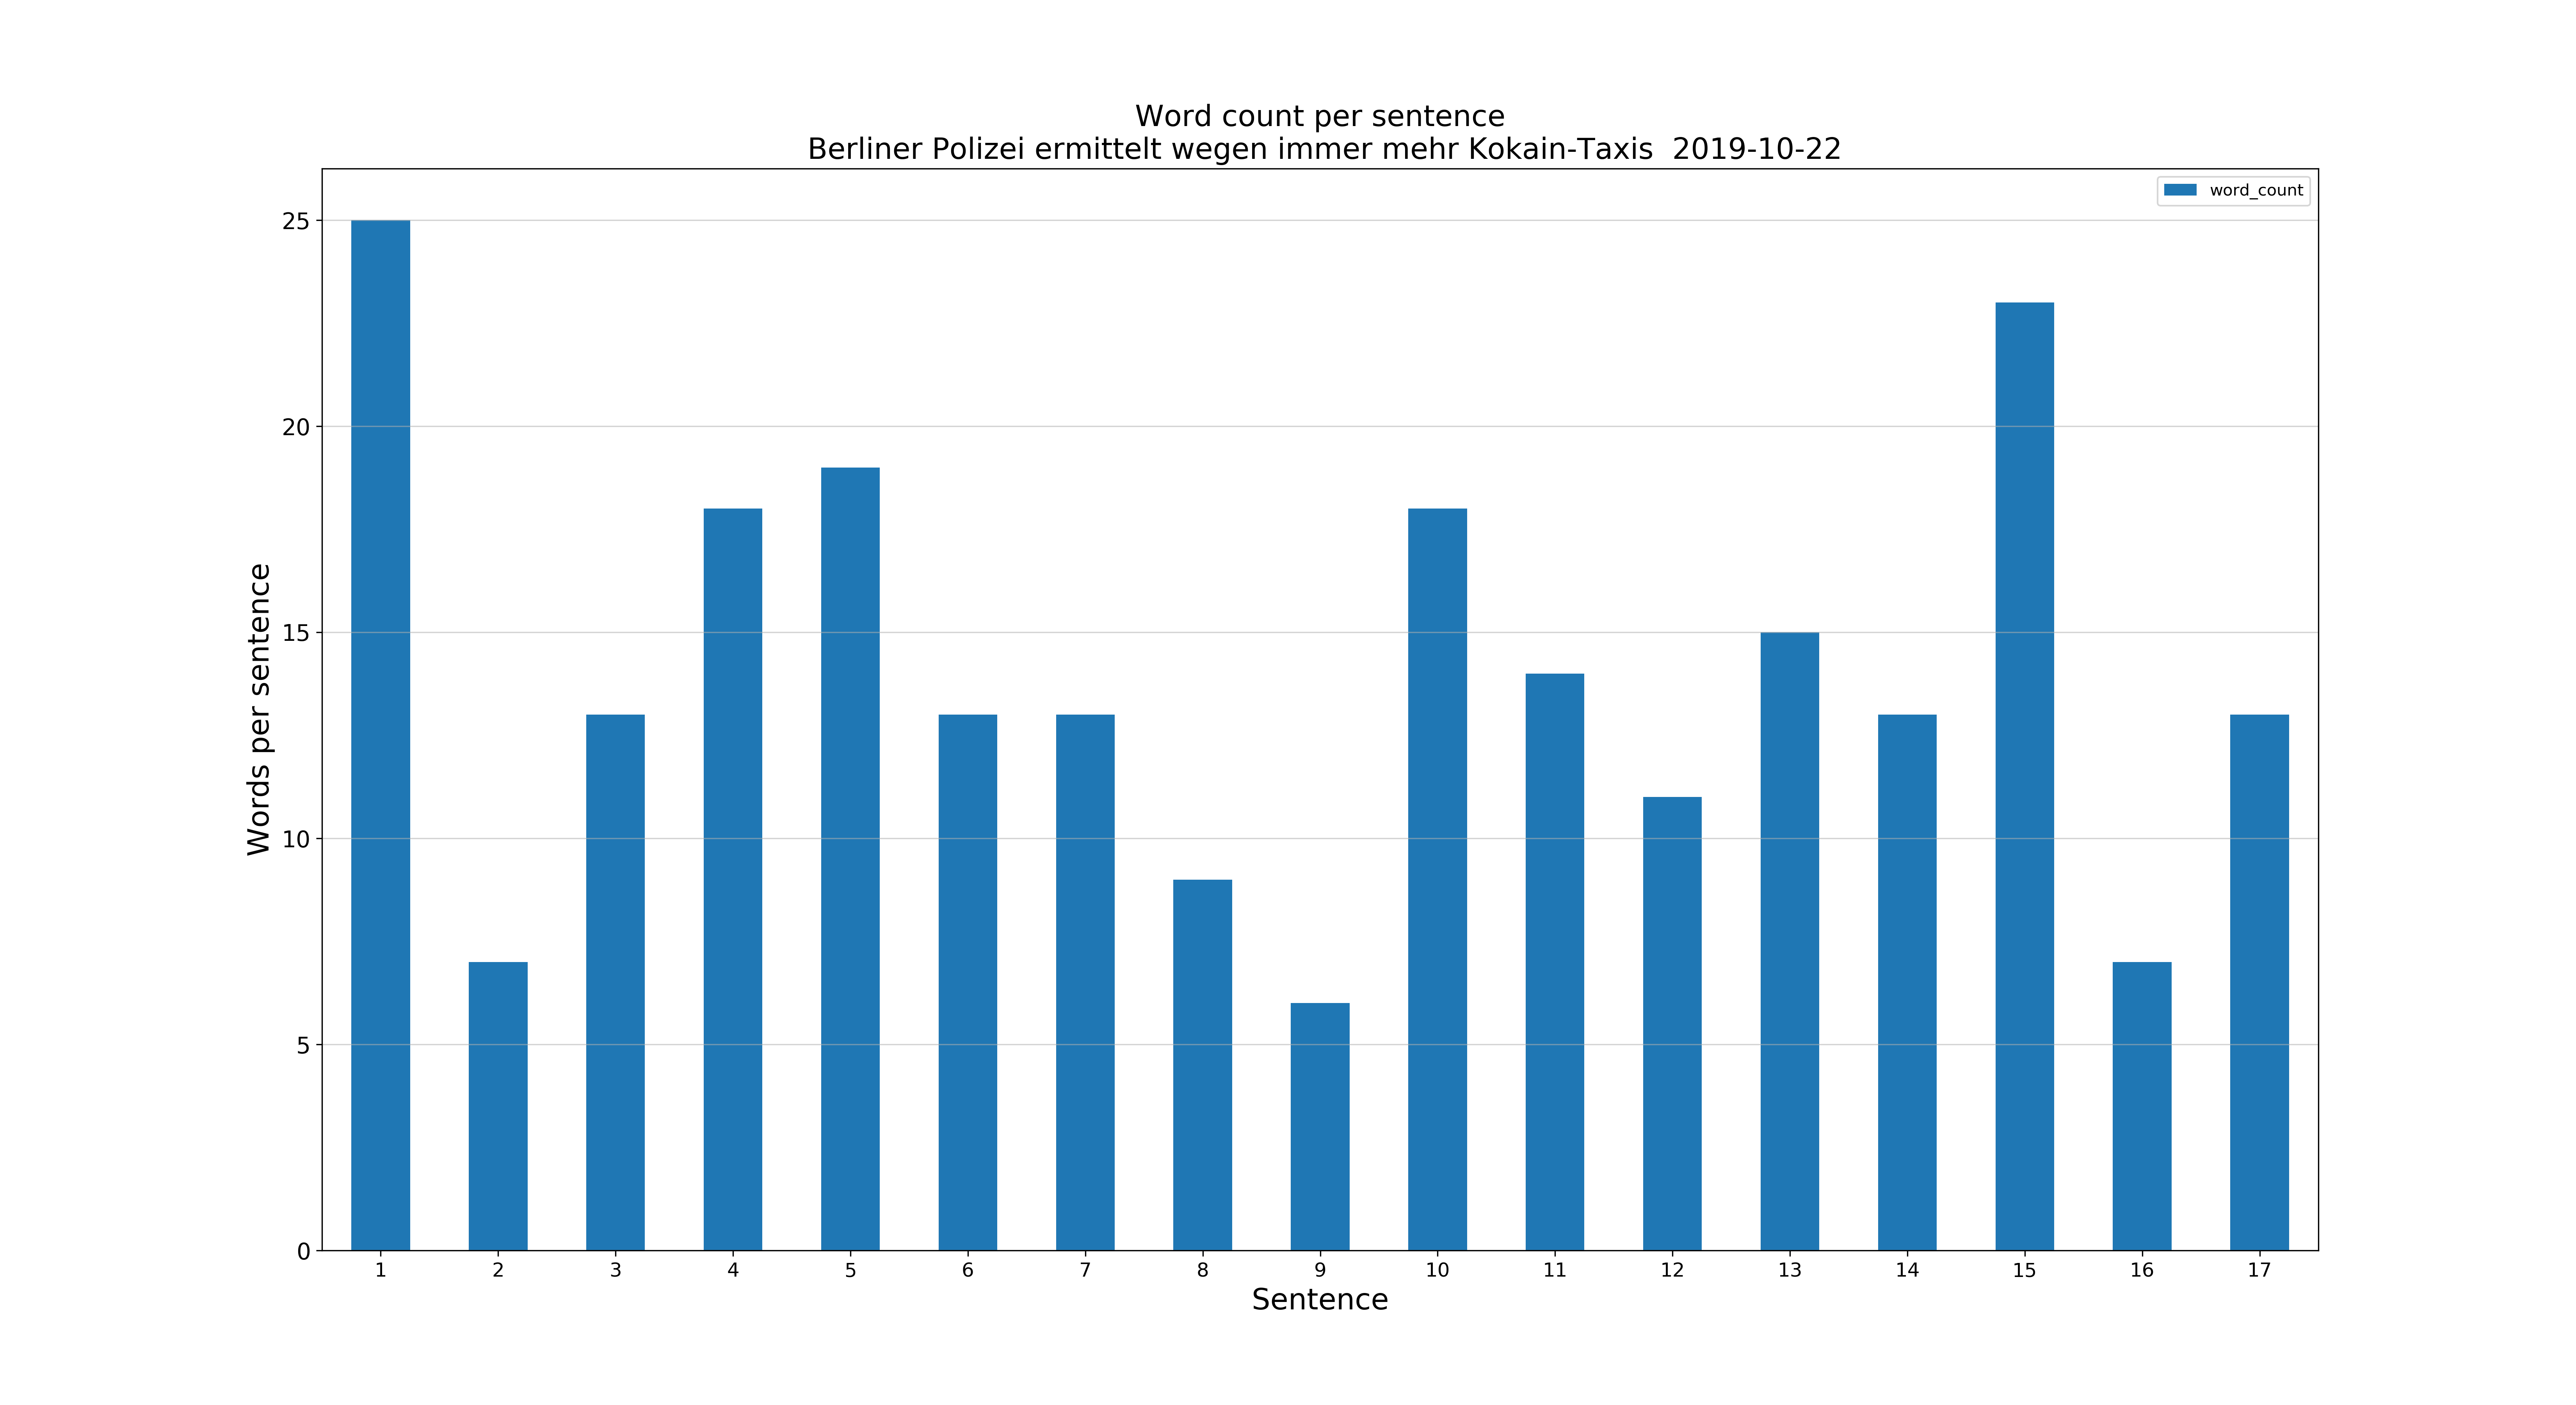 Word count per sentence
Berliner Polizei ermittelt wegen immer mehr Kokain-Taxis  2019-10-22
word_count
25
20
15
10
5
0
Words per sentence
1 2 3 4 5 6 7 8 9 10 11 12 13 14 15 16 17
Sentence